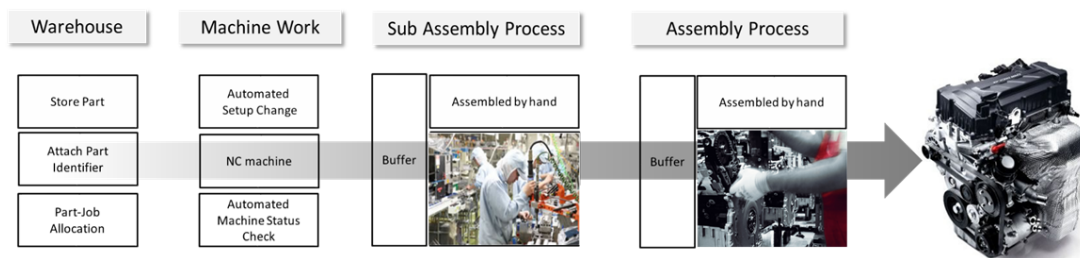 Warehouse
Machine Work
Sub Assembly Process
Assembly Process
Store Part
Attach Part
Identifier
Part-Job
Allocation
Automated
Setup Change
NC machine
Automated
Machine Status
Check
Buffer
Assembled by hand
Buffer
Assembled by hand